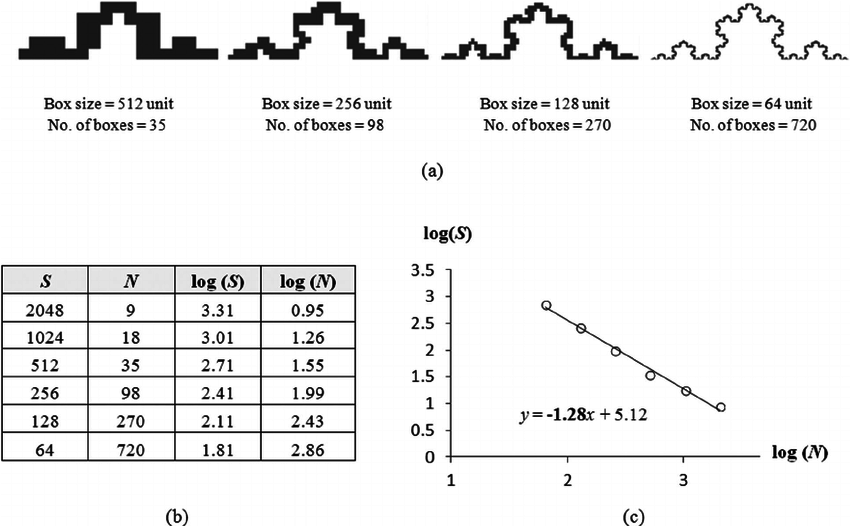 Box size = 512 unit
No. of boxes = 35
Box size = 256 unit
No. of boxes = 98
Box size = 128 unit
No. of boxes = 270
Box size = 64 unit
No. of boxes = 720
(a)
S N log (S) log (N)
2048 9 3.31 0.95
1024 18 3.01 1.26
512 35 2.71 1.55
256 98 2.41 1.99
128 270 2.11 2.43
64 720 1.81 2.86
(b)
log(S)
3.5
3
2.5
2
1.5
1
0.5
0
y = -1.28x + 5.12
log (N)
1 2 3
(c)